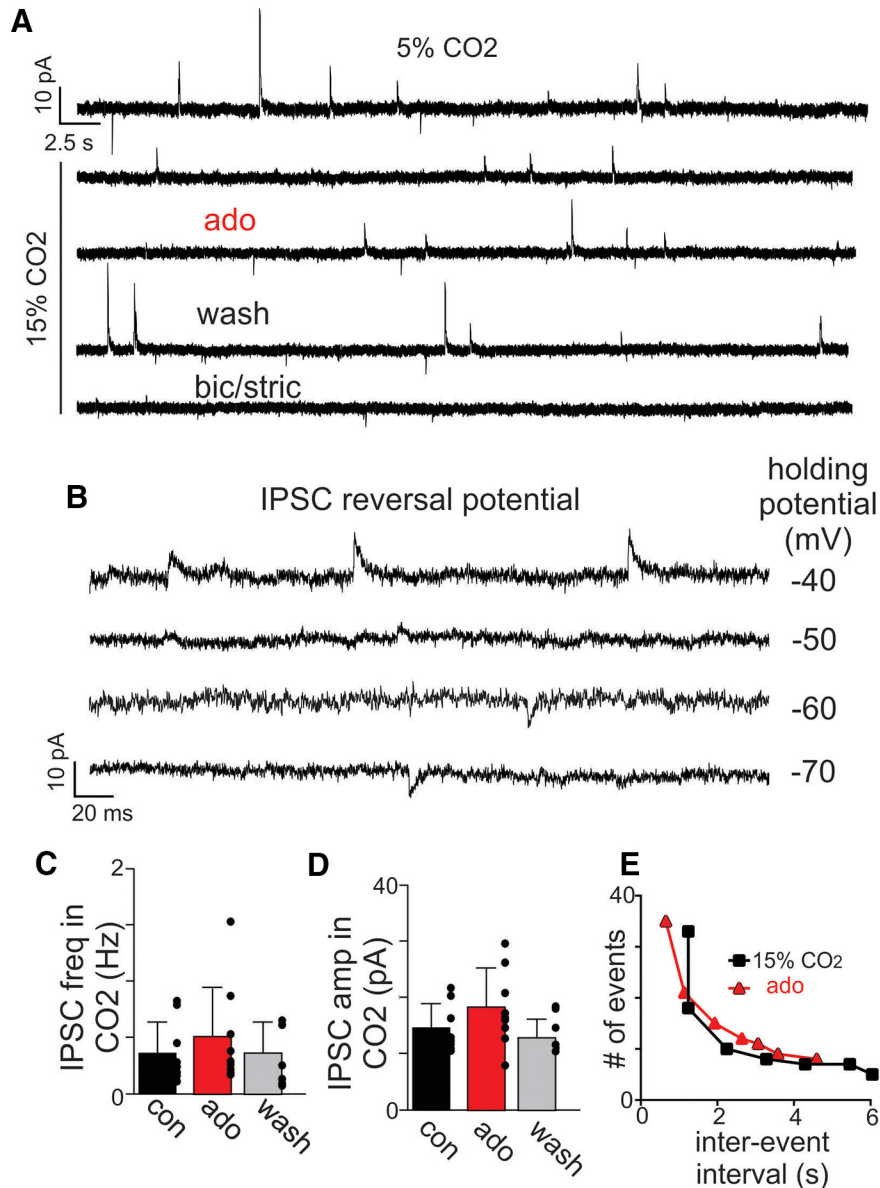 A
5% CO2
10 pA
2.5 s
15% CO2
ado
wash
bic/stric
B
IPSC reversal potential
holding
potential
(mV)
-40
-50
-60
-70
10 pA
20 ms
C
IPSC freq in
CO2 (Hz)
2
0
con
ado
wash
D
IPSC amp in
CO2 (pA)
40
0
con
ado
wash
E
# of events
40
0
15% CO2
ado
0
2
4
6
inter-event
interval (s)